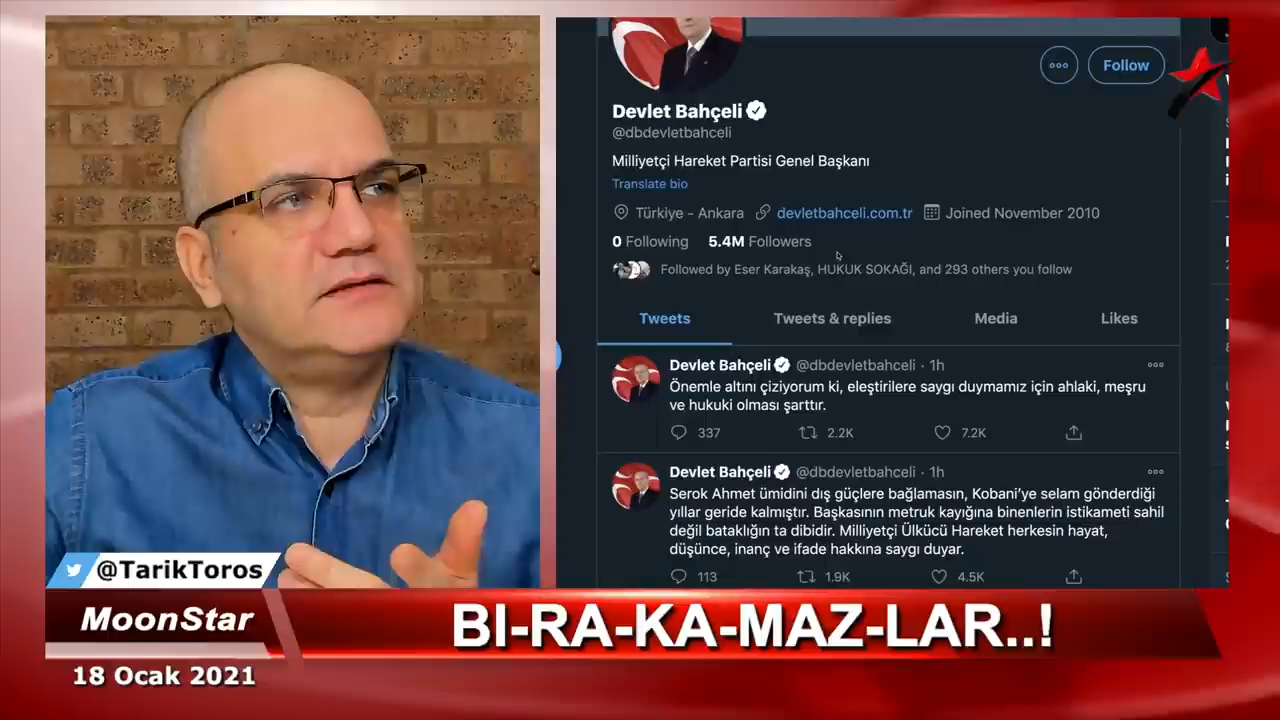 Follow
Devlet Bahçeli
@dbdevletbahceli
Milliyetçi Hareket Partisi Genel Başkanı
Translate bio
Türkiye - Ankara devletbahceli.com.tr Joined November 2010
0 Following 5.4M Followers
Followed by Eser Karakaş, HUKUK SOKAĞI, and 293 others you follow
Tweets Tweets & replies Media Likes
Devlet Bahçeli @dbdevletbahceli · 1h
Önemle altını çiziyorum ki, eleştirilere saygı duymamız için ahlaki, meşru
ve hukuki olması şarttır.
337 2.2K 7.2K
Devlet Bahçeli @dbdevletbahceli · 1h
Serok Ahmet ümidini dış güçlere bağlamasın, Kobani'ye selam gönderdiği
yıllar geride kalmıştır. Başkasının metruk kayığına binenlerin istikameti sahil
değil bataklığın ta dibidir. Milliyetçi Ülkücü Hareket herkesin hayat,
düşünce, inanç ve ifade hakkına saygı duyar.
113 1.9K 4.5K
@TarikToros
MoonStar
BI-RA-KA-MAZ-LAR..!
18 Ocak 2021